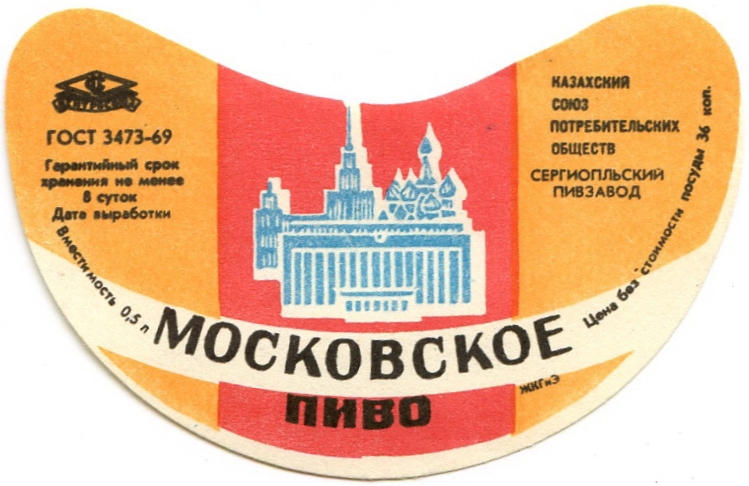 ГОСТ 3473-69
Гарантийный срок
хранения не менее
8 суток
Дата выработки
Вместимость 0,5 л
КАЗАХСКИЙ
СОЮЗ
ПОТРЕБИТЕЛЬСКИХ
ОБЩЕСТВ
СЕРГИОПЛЬСКИЙ
ПИВЗАВОД
Цена без стоимости посуды 36 коп.
МОСКОВСКОЕ
ПИВО
ЖКГиЭ